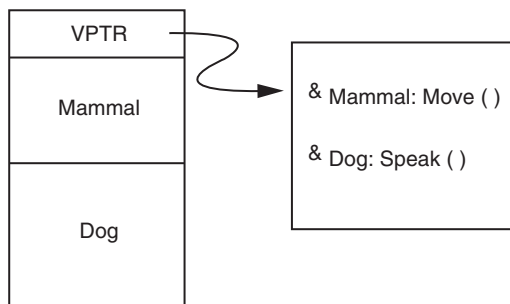 VPTR
Mammal
Dog
& Mammal: Move ( )
& Dog: Speak ( )